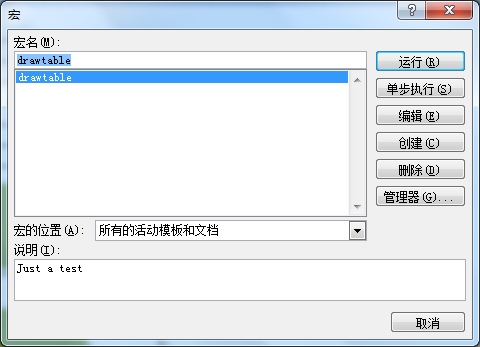 宏
宏名(M):
drawtable
drawtable
运行(R)
单步执行(S)
编辑(E)
创建(C)
删除(D)
管理器(G)...
宏的位置(A):
所有的活动模板和文档
说明(I):
Just a test
取消